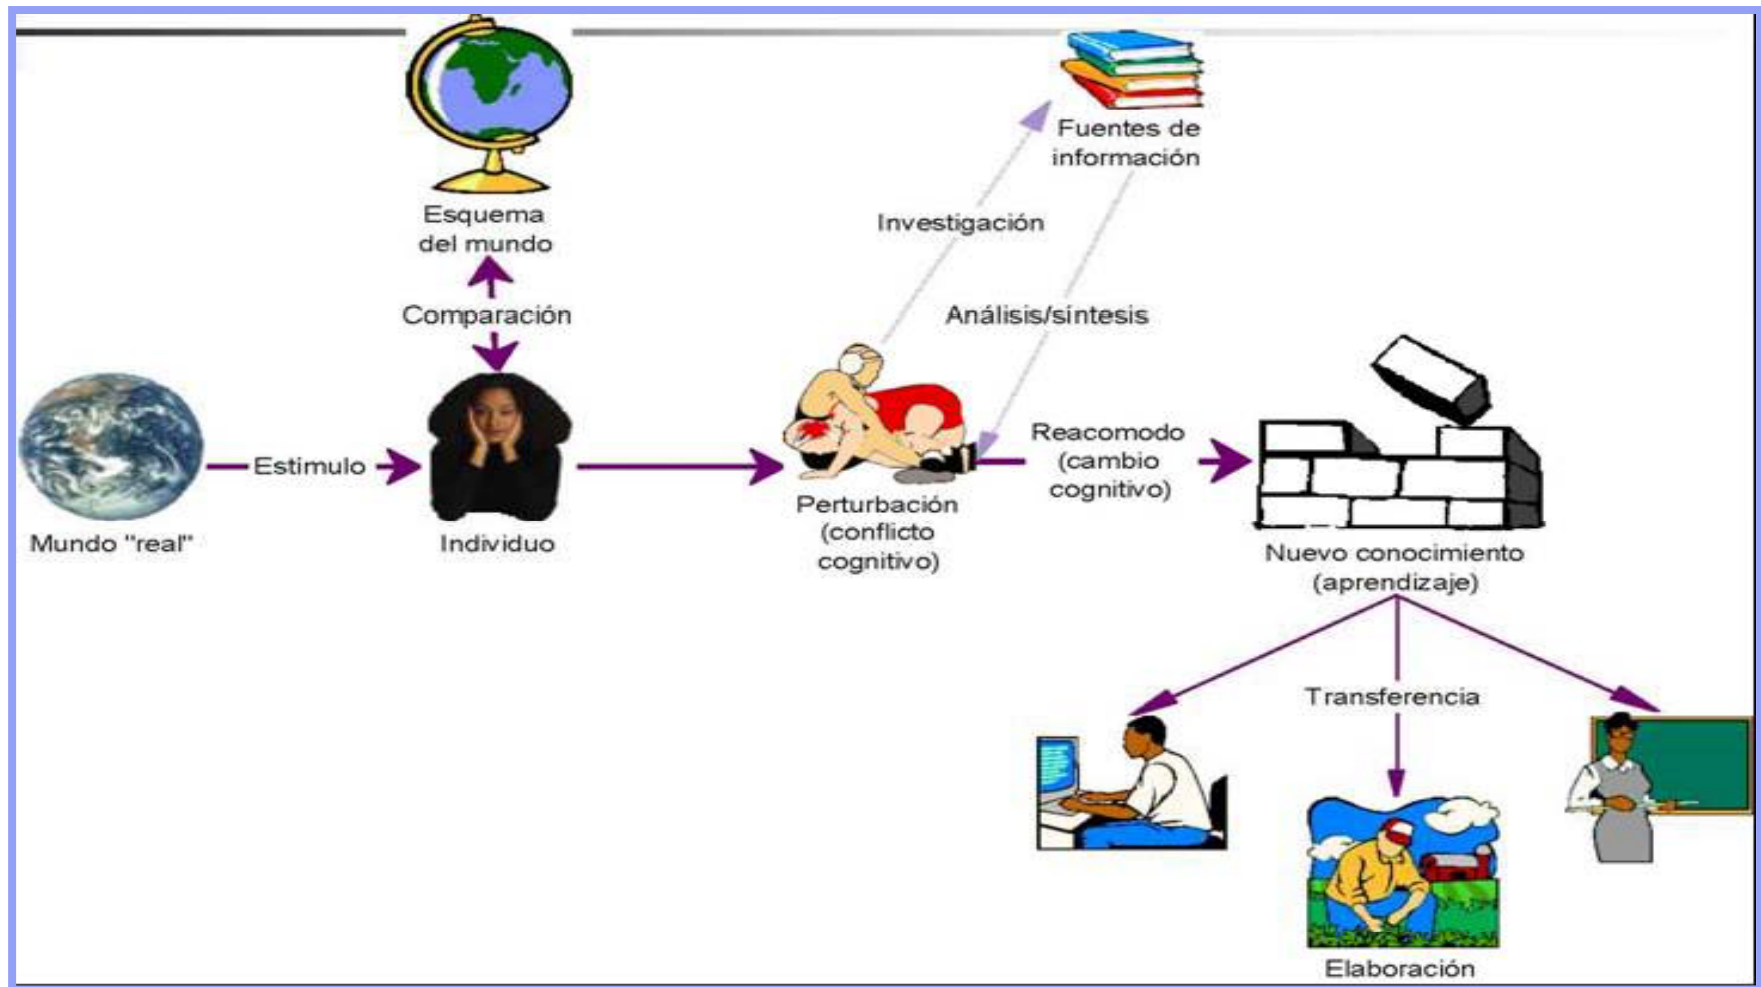 Mundo "real"
Estimulo
Esquema
del mundo
Comparación
Individuo
Perturbación
(conflicto
cognitivo)
Investigación
Fuentes de
información
Análisis/síntesis
Reacomodo
(cambio
cognitivo)
Nuevo conocimiento
(aprendizaje)
Transferencia
Elaboración